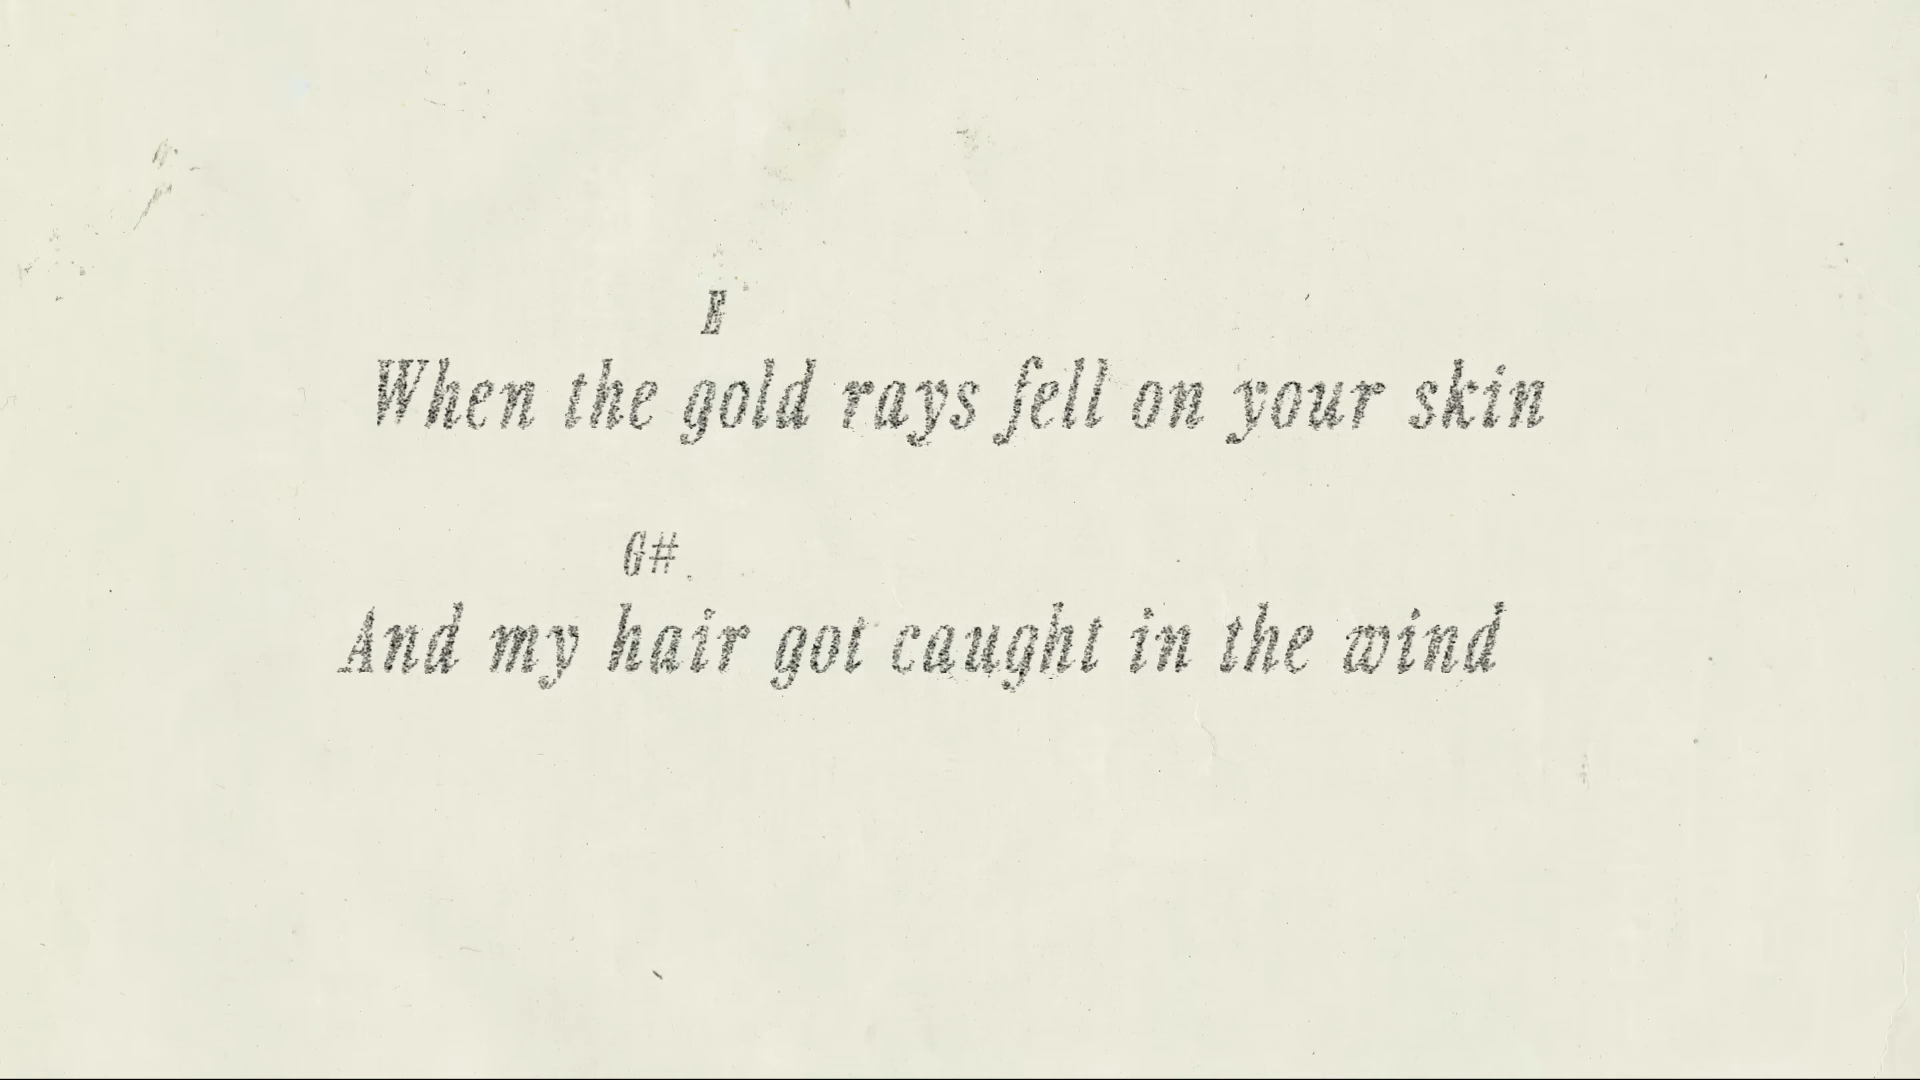 When the gold rays fell on your skin
G#
And my hair got caught in the wind